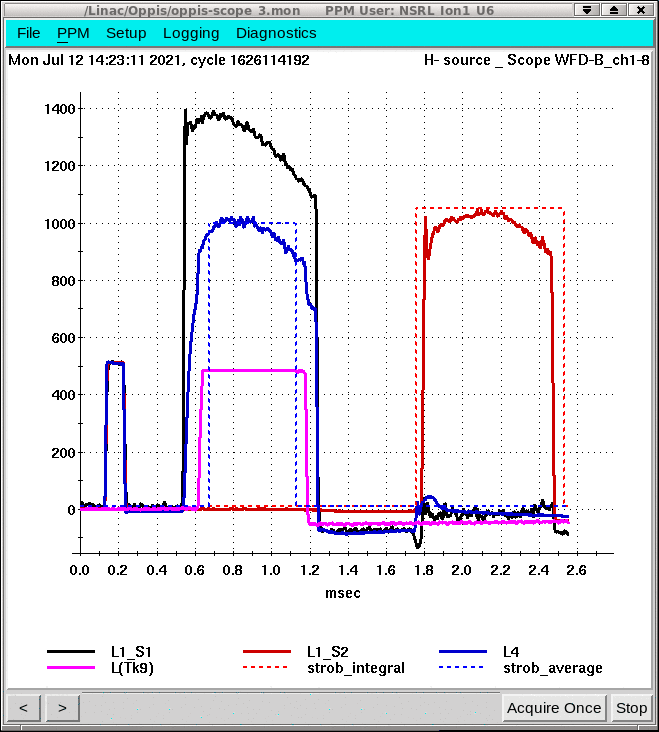 /Linac/Oppis/oppis-scope_3.mon PPM User: NSRL_Ion1_U6
File PPM Setup Logging Diagnostics
Mon Jul 12 14:23:11 2021, cycle 1626114192 H- source _ Scope WFD-B_ch1-8
1400
1200
1000
800
600
400
200
0
0.0 0.2 0.4 0.6 0.8 1.0 1.2 1.4 1.6 1.8 2.0 2.2 2.4 2.6
msec
L1_S1 L1_S2 L4
L(Tk9) strob_integral strob_average
< > Acquire Once Stop